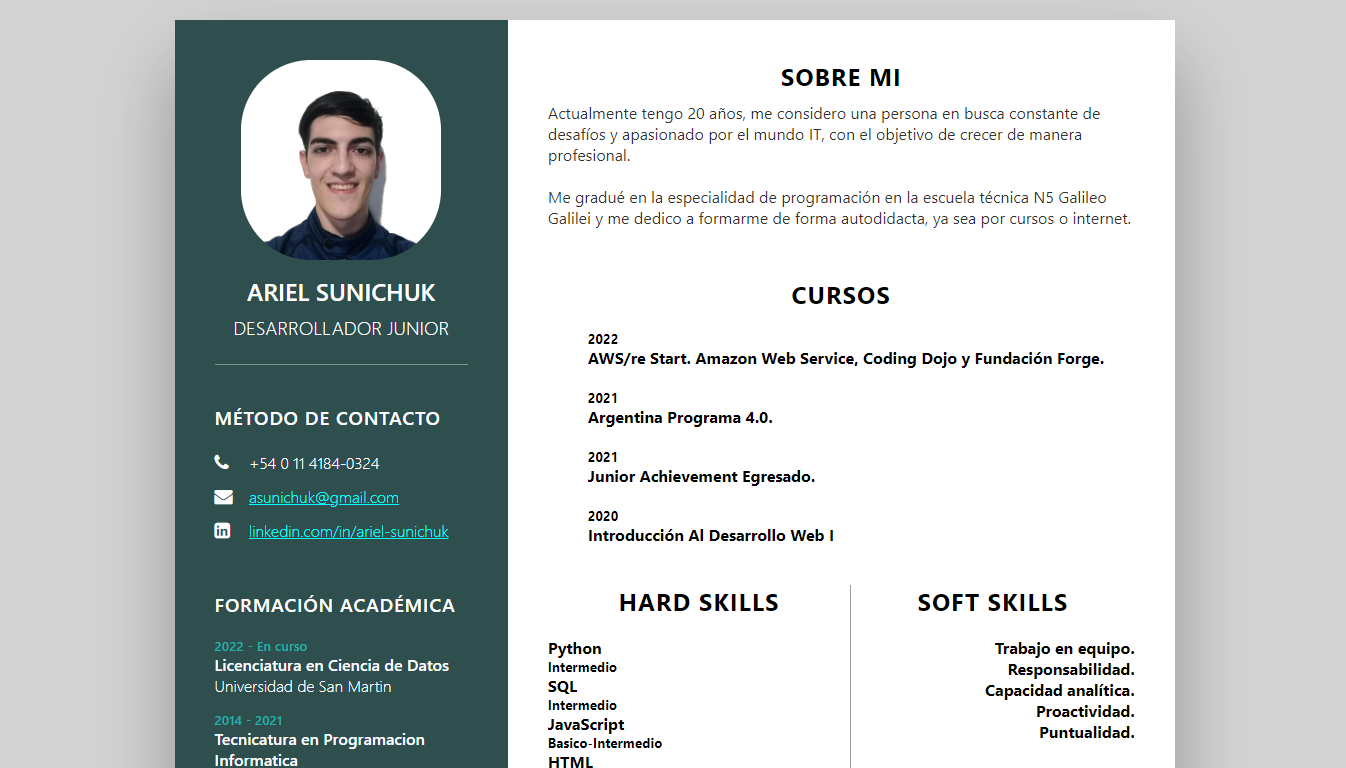 ARIEL SUNICHUK
DESARROLLADOR JUNIOR
MÉTODO DE CONTACTO
+54 0 11 4184-0324
asunichuk@gmail.com
linkedin.com/in/ariel-sunichuk
FORMACIÓN ACADÉMICA
2022 - En curso
Licenciatura en Ciencia de Datos
Universidad de San Martin
2014 - 2021
Tecnicatura en Programacion
Informatica
SOBRE MI
Actualmente tengo 20 años, me considero una persona en busca constante de
desafíos y apasionado por el mundo IT, con el objetivo de crecer de manera
profesional.
Me gradué en la especialidad de programación en la escuela técnica N5 Galileo
Galilei y me dedico a formarme de forma autodidacta, ya sea por cursos o internet.
CURSOS
2022
AWS/re Start. Amazon Web Service, Coding Dojo y Fundación Forge.
2021
Argentina Programa 4.0.
2021
Junior Achievement Egresado.
2020
Introducción Al Desarrollo Web I
HARD SKILLS
Python
Intermedio
SQL
Intermedio
JavaScript
Basico-Intermedio
HTML
SOFT SKILLS
Trabajo en equipo.
Responsabilidad.
Capacidad analítica.
Proactividad.
Puntualidad.